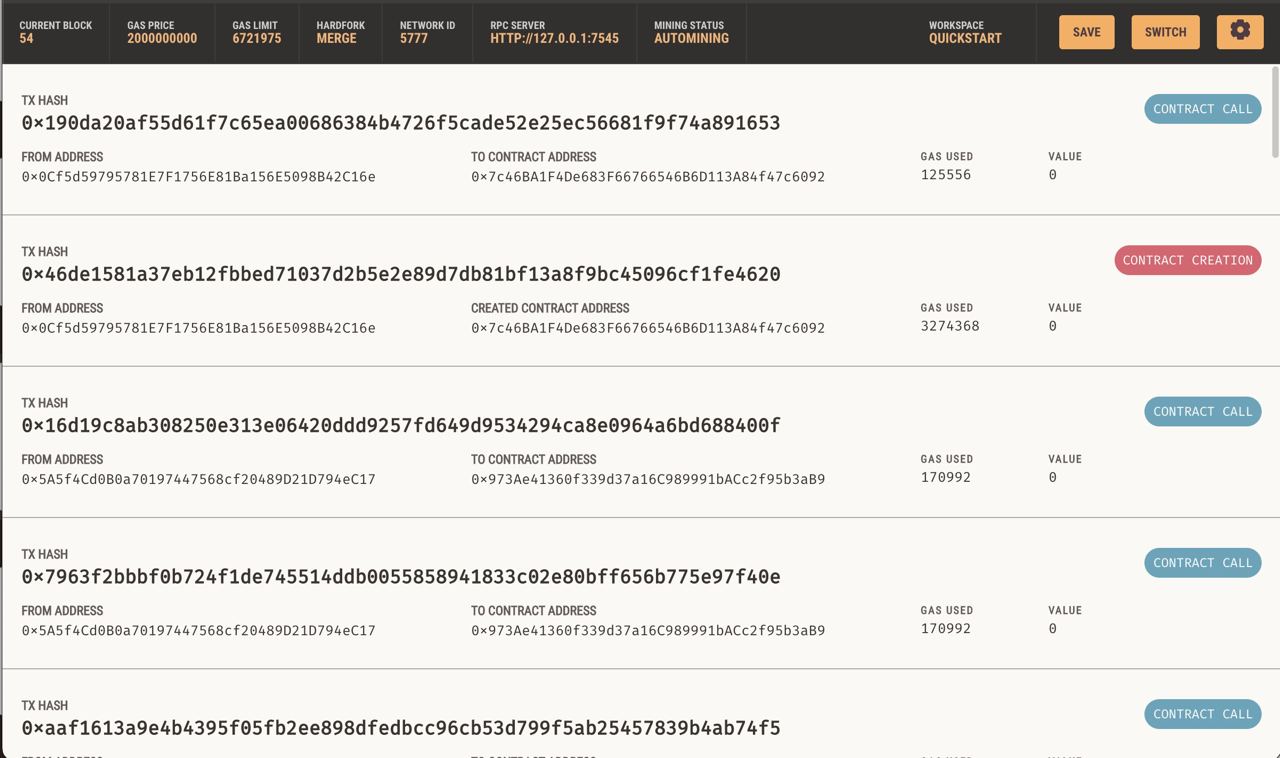 CURRENT BLOCK GAS PRICE GAS LIMIT HARDFORK NETWORK ID RPC SERVER MINING STATUS WORKSPACE
54 2000000000 6721975 MERGE 5777 HTTP://127.0.0.1:7545 AUTOMINING QUICKSTART SAVE SWITCH
TX HASH CONTRACT CALL
0×190da20af55d61f7c65ea00686384b4726f5cade52e25ec56681f9f74a891653
FROM ADDRESS TO CONTRACT ADDRESS GAS USED VALUE
0×0Cf5d59795781E7F1756E81Ba156E5098B42C16e 0×7c46BA1F4De683F66766546B6D113A84f47c6092 125556 0
TX HASH CONTRACT CREATION
0×46de1581a37eb12fbbed71037d2b5e2e89d7db81bf13a8f9bc45096cf1fe4620
FROM ADDRESS CREATED CONTRACT ADDRESS GAS USED VALUE
0×0Cf5d59795781E7F1756E81Ba156E5098B42C16e 0×7c46BA1F4De683F66766546B6D113A84f47c6092 3274368 0
TX HASH CONTRACT CALL
0×16d19c8ab308250e313e06420ddd9257fd649d9534294ca8e0964a6bd688400f
FROM ADDRESS TO CONTRACT ADDRESS GAS USED VALUE
0×5A5f4Cd0B0a70197447568cf20489D21D794eC17 0×973Ae41360f339d37a16C989991bACc2f95b3aB9 170992 0
TX HASH CONTRACT CALL
0×7963f2bbbf0b724f1de745514ddb0055858941833c02e80bff656b775e97f40e
FROM ADDRESS TO CONTRACT ADDRESS GAS USED VALUE
0×5A5f4Cd0B0a70197447568cf20489D21D794eC17 0×973Ae41360f339d37a16C989991bACc2f95b3aB9 170992 0
TX HASH CONTRACT CALL
0×aaf1613a9e4b4395f05fb2ee898dfedbcc96cb53d799f5ab25457839b4ab74f5